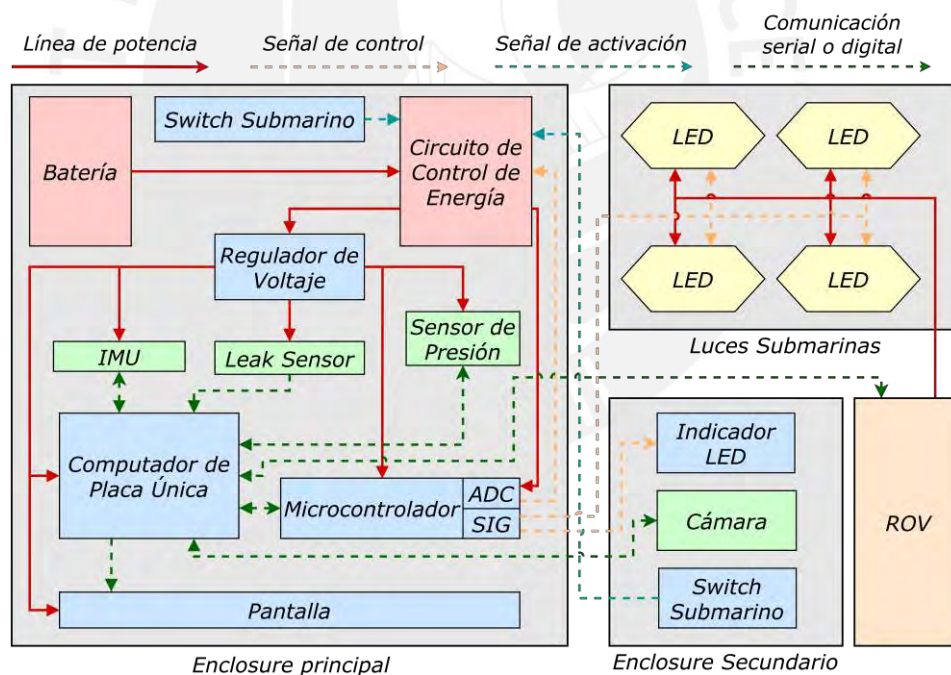 Línea de potencia
Señal de control
Señal de activación
Comunicación
serial o digital
Batería
Switch Submarino
Circuito de
Control de
Energía
Regulador de
Voltaje
IMU
Leak Sensor
Sensor de
Presión
Computador de
Placa Única
Microcontrolador
ADC
SIG
Pantalla
Enclosure principal
LED
LED
LED
LED
Luces Submarinas
Indicador
LED
Cámara
Switch
Submarino
Enclosure Secundario
ROV